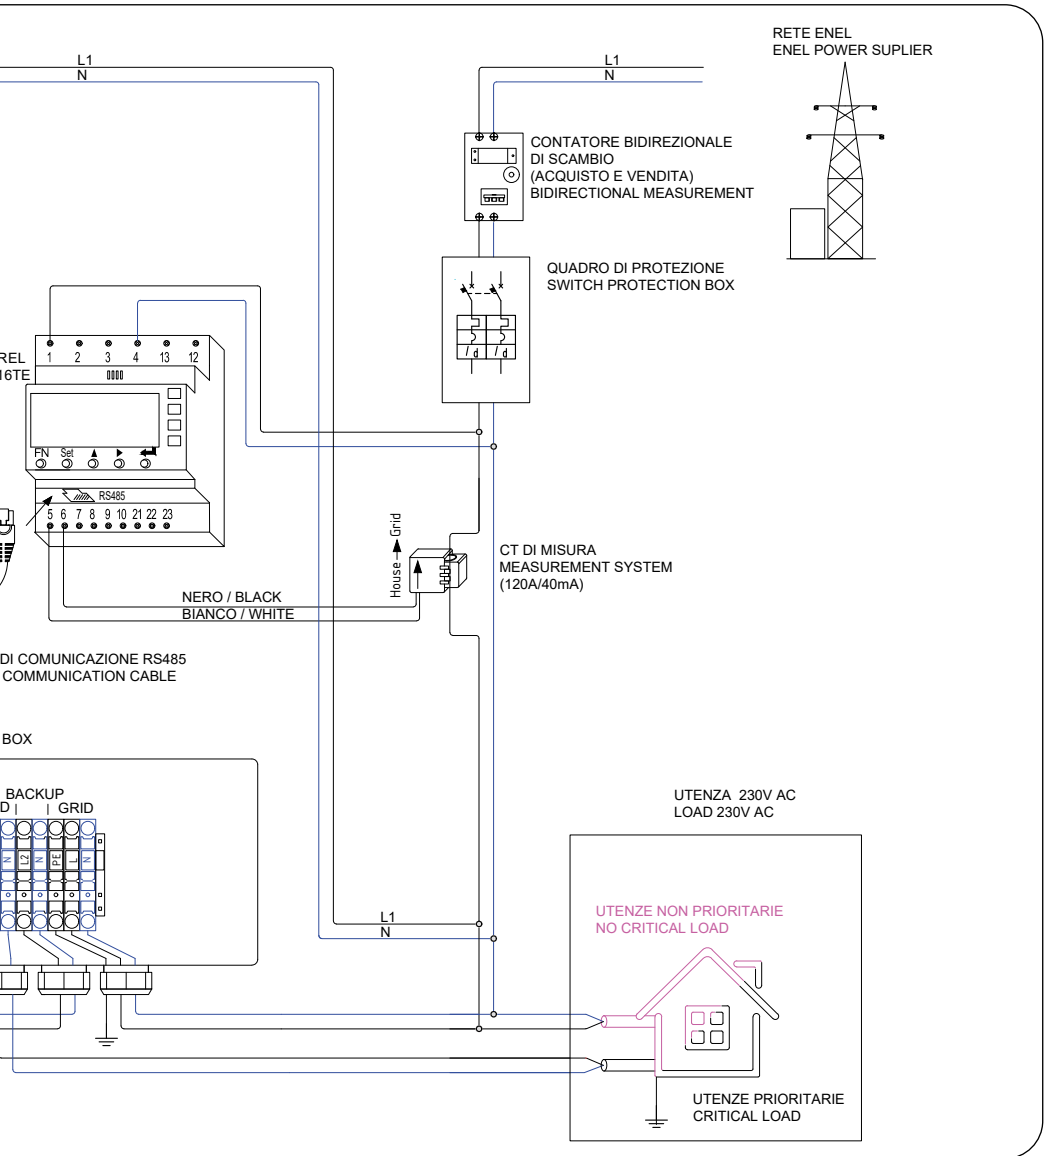 RETE ENEL
ENEL POWER SUPLIER
L1
N
L1
N
CONTATORE BIDIREZIONALE
DI SCAMBIO
(ACQUISTO E VENDITA)
BIDIRECTIONAL MEASUREMENT
QUADRO DI PROTEZIONE
SWITCH PROTECTION BOX
REL
16TE
1 2 3 4 13 12
FN Set
RS485
5 6 7 8 9 10 21 22 23
House Grid
CT DI MISURA
MEASUREMENT SYSTEM
(120A/40mA)
NERO / BLACK
BIANCO / WHITE
DI COMUNICAZIONE RS485
COMMUNICATION CABLE
BOX
BACKUP
D | | GRID
N L2 N PE L N
L1
N
UTENZA 230V AC
LOAD 230V AC
UTENZE NON PRIORITARIE
NO CRITICAL LOAD
UTENZE PRIORITARIE
CRITICAL LOAD